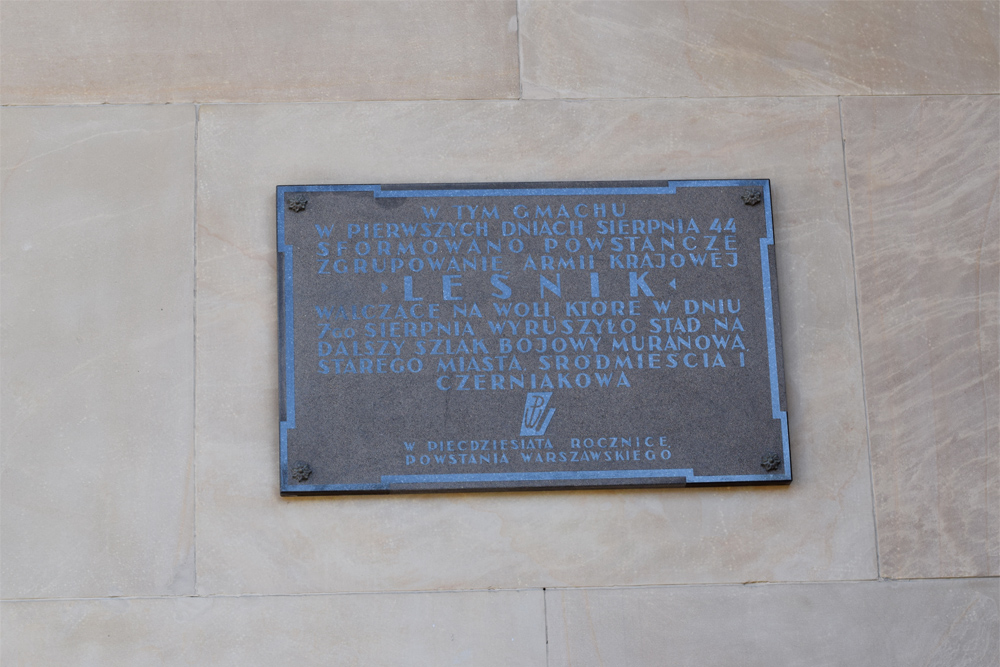 W TYM GMACHU
W PIERWSZYCH DNIACH SIERPNIA 44
SFORMOWANO POWSTAŃCZE
ZGRUPOWANIE ARMII KRAJOWEJ
LEŚNIK
WALCZĄCE NA WOLI KTÓRE W DNIU
7GO SIERPNIA WYRUSZYŁO STĄD NA
DALSZY SZLAK BOJOWY MURANOWA
STAREGO MIASTA, ŚRÓDMIEŚCIA I
CZERNIAKOWA
W PIĘĆDZIESIĄTĄ ROCZNICĘ
POWSTANIA WARSZAWSKIEGO